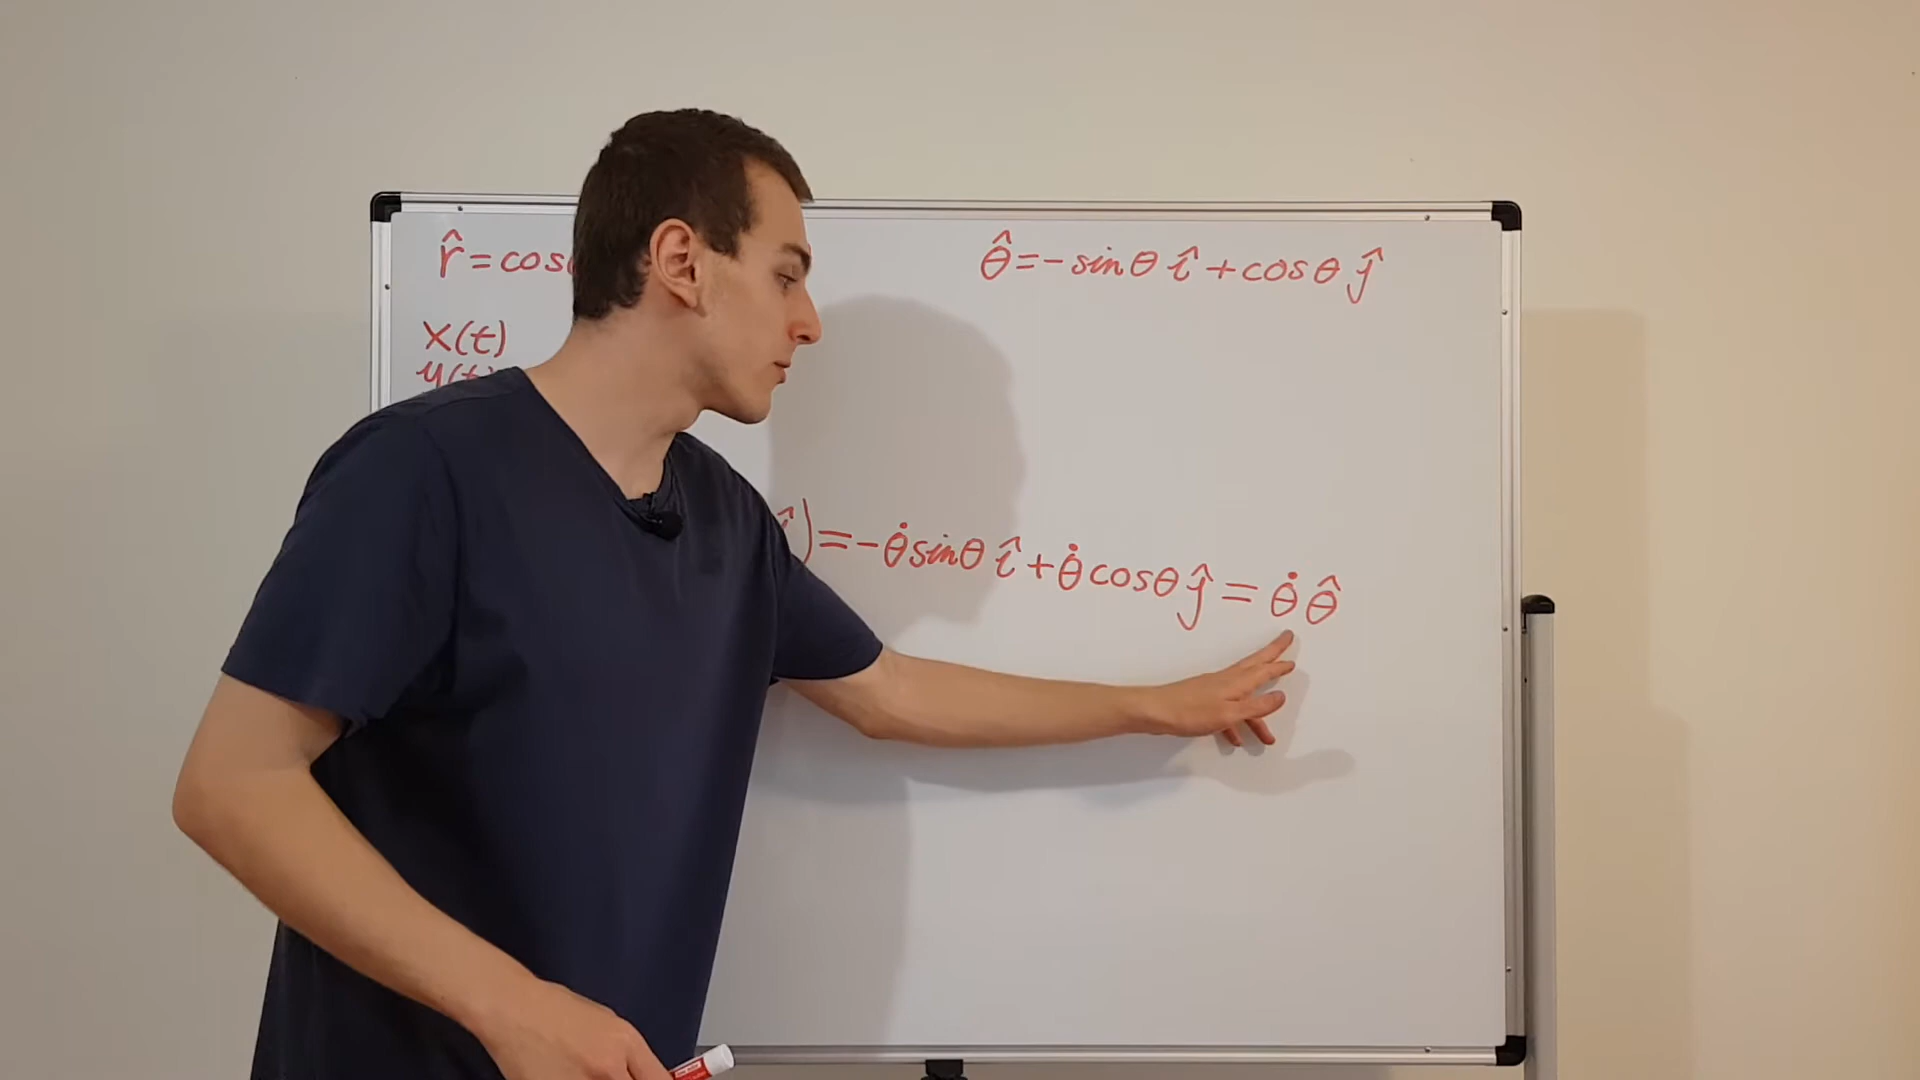 r̂ = cos
θ̂ = -sinθ î + cosθ ĵ
x(t)
y(t)
) = -θ̇ sinθ î + θ̇ cosθ ĵ = θ̇ θ̂